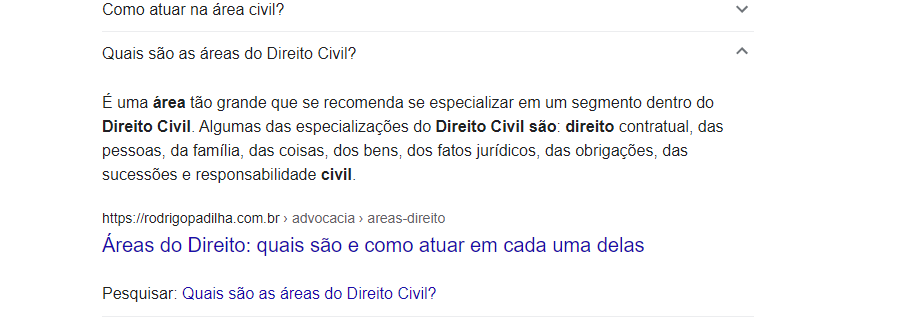 Como atuar na área civil?
Quais são as áreas do Direito Civil?
É uma área tão grande que se recomenda se especializar em um segmento dentro do
Direito Civil. Algumas das especializações do Direito Civil são: direito contratual, das
pessoas, da família, das coisas, dos bens, dos fatos jurídicos, das obrigações, das
sucessões e responsabilidade civil.
https://rodrigopadilha.com.br › advocacia › areas-direito
Áreas do Direito: quais são e como atuar em cada uma delas
Pesquisar: Quais são as áreas do Direito Civil?